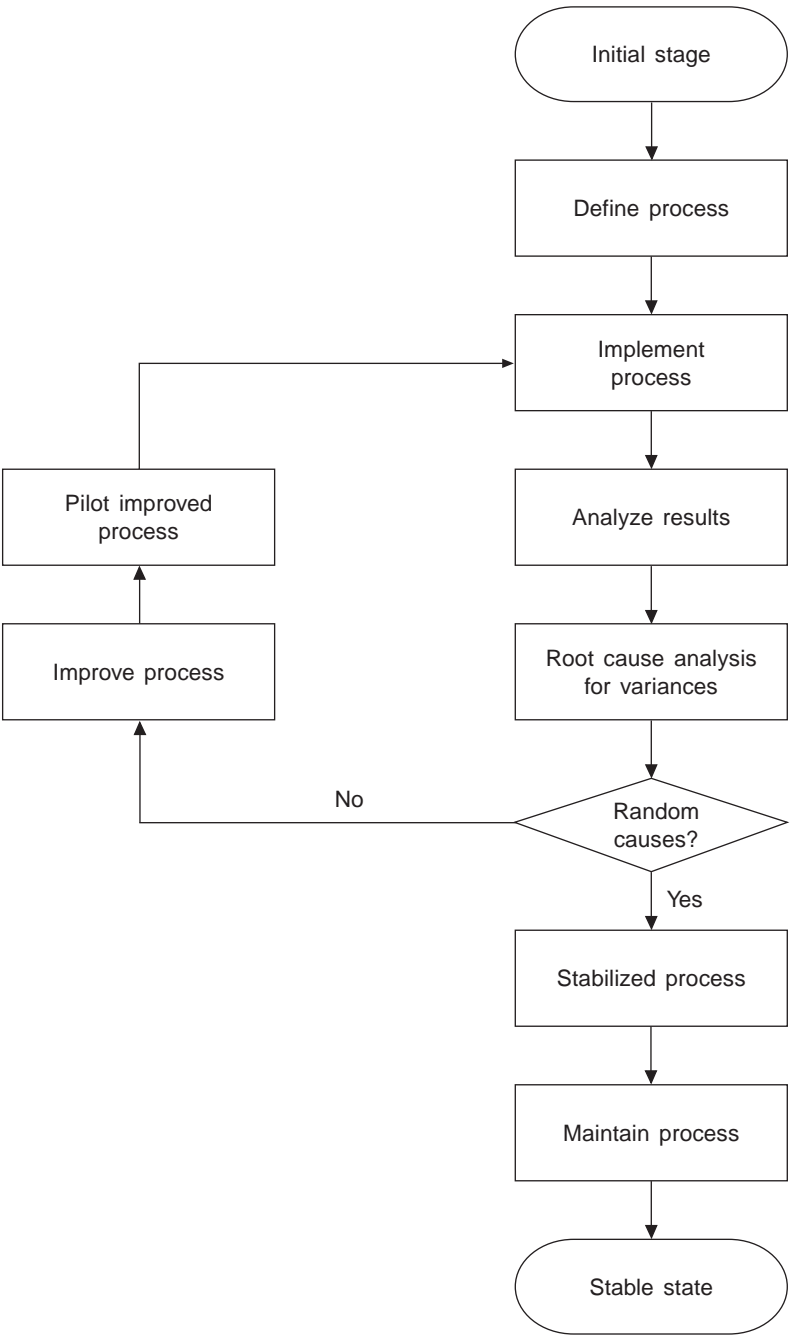 Initial stage
Define process
Implement
process
Pilot improved
process
Analyze results
Improve process
Root cause analysis
for variances
No
Random
causes?
Yes
Stabilized process
Maintain process
Stable state